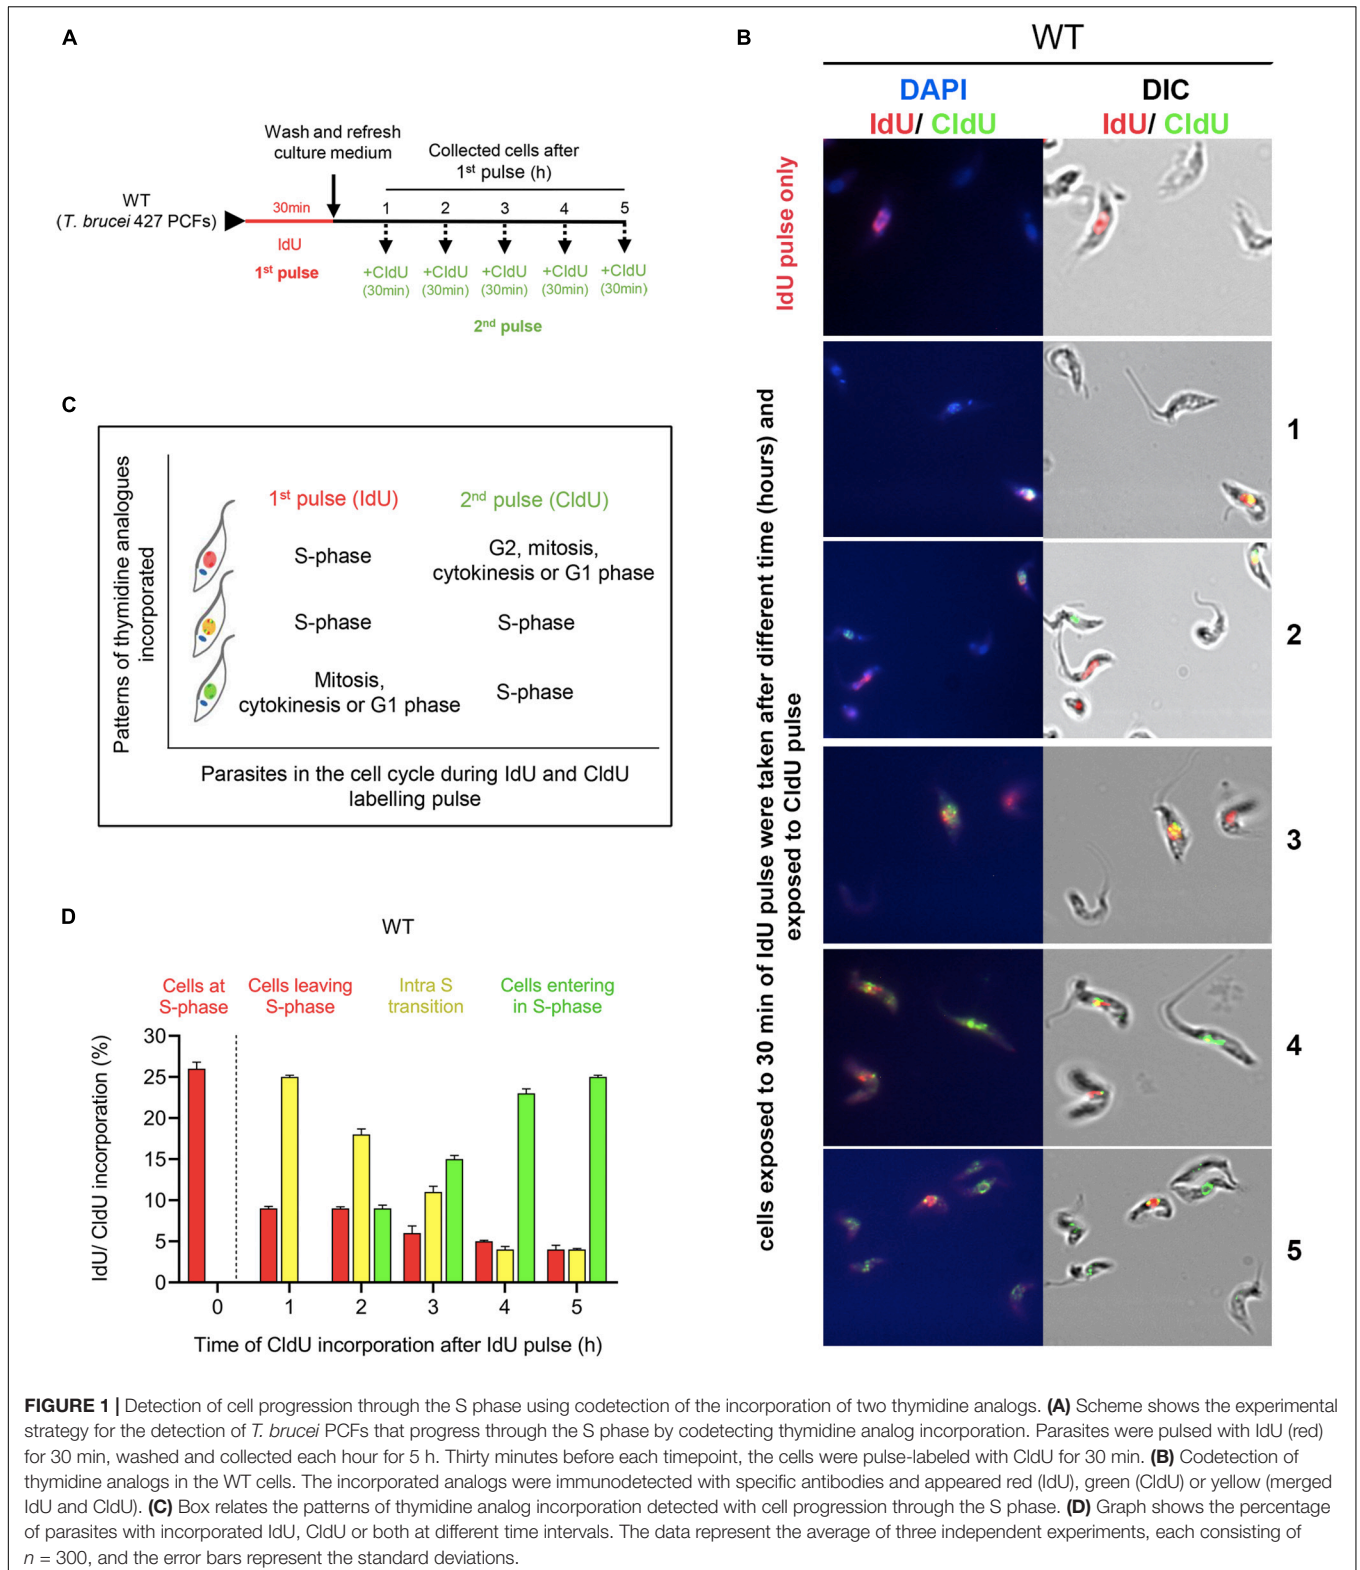 A
Wash and refresh
culture medium
Collected cells after
1st pulse (h)
WT
(T. brucei 427 PCFs)
30min
1 2 3 4 5
IdU
1st pulse
+CldU +CldU +CldU +CldU +CldU
(30min) (30min) (30min) (30min) (30min)
2nd pulse
B
WT
DAPI
IdU/ CldU
DIC
IdU/ CldU
IdU pulse only
cells exposed to 30 min of IdU pulse were taken after different time (hours) and
exposed to CldU pulse
1
2
3
4
5
C
Patterns of thymidine analogues
incorporated
1st pulse (IdU)
2nd pulse (CldU)
S-phase
G2, mitosis,
cytokinesis or G1 phase
S-phase
S-phase
Mitosis,
cytokinesis or G1 phase
S-phase
Parasites in the cell cycle during IdU and CldU
labelling pulse
D
WT
Cells at
S-phase
Cells leaving
S-phase
Intra S
transition
Cells entering
in S-phase
IdU/ CldU incorporation (%)
30
25
20
15
10
5
0
0 1 2 3 4 5
Time of CldU incorporation after IdU pulse (h)
FIGURE 1 | Detection of cell progression through the S phase using codetection of the incorporation of two thymidine analogs. (A) Scheme shows the experimental
strategy for the detection of T. brucei PCFs that progress through the S phase by codetecting thymidine analog incorporation. Parasites were pulsed with IdU (red)
for 30 min, washed and collected each hour for 5 h. Thirty minutes before each timepoint, the cells were pulse-labeled with CldU for 30 min. (B) Codetection of
thymidine analogs in the WT cells. The incorporated analogs were immunodetected with specific antibodies and appeared red (IdU), green (CldU) or yellow (merged
IdU and CldU). (C) Box relates the patterns of thymidine analog incorporation detected with cell progression through the S phase. (D) Graph shows the percentage
of parasites with incorporated IdU, CldU or both at different time intervals. The data represent the average of three independent experiments, each consisting of
n = 300, and the error bars represent the standard deviations.